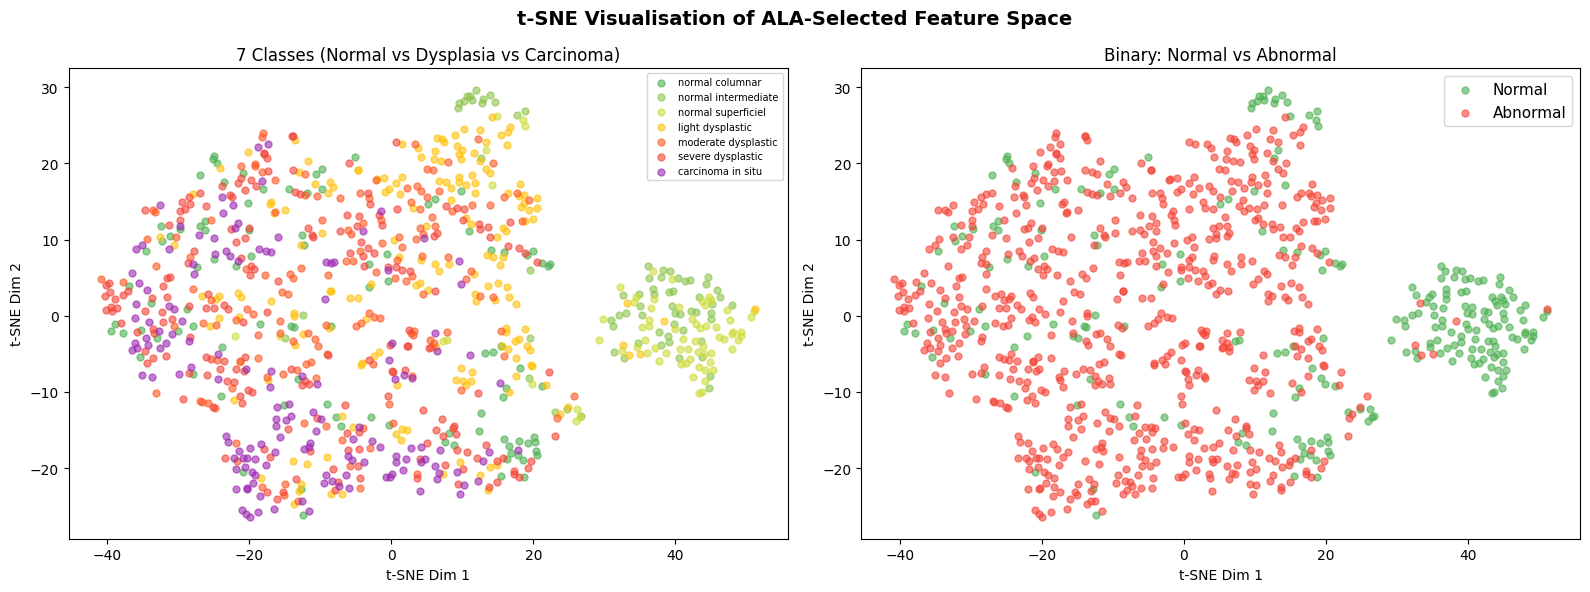 t-SNE Visualisation of ALA-Selected Feature Space
7 Classes (Normal vs Dysplasia vs Carcinoma)
normal columnar
normal intermediate
normal superficiel
light dysplastic
moderate dysplastic
severe dysplastic
carcinoma in situ
30
20
10
0
−10
−20
t-SNE Dim 2
−40
−20
0
20
40
t-SNE Dim 1
Binary: Normal vs Abnormal
Normal
Abnormal
30
20
10
0
−10
−20
t-SNE Dim 2
−40
−20
0
20
40
t-SNE Dim 1